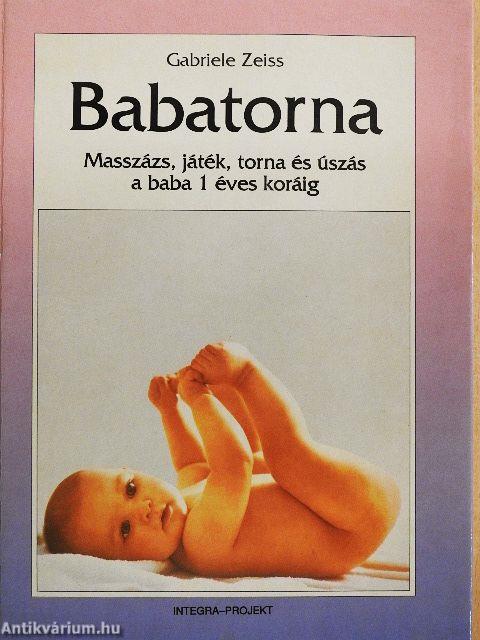 Gabriele Zeiss
Babatorna
Masszázs, játék, torna és úszás
a baba 1 éves koráig
INTEGRA–PROJEKT
Antikvárium.hu